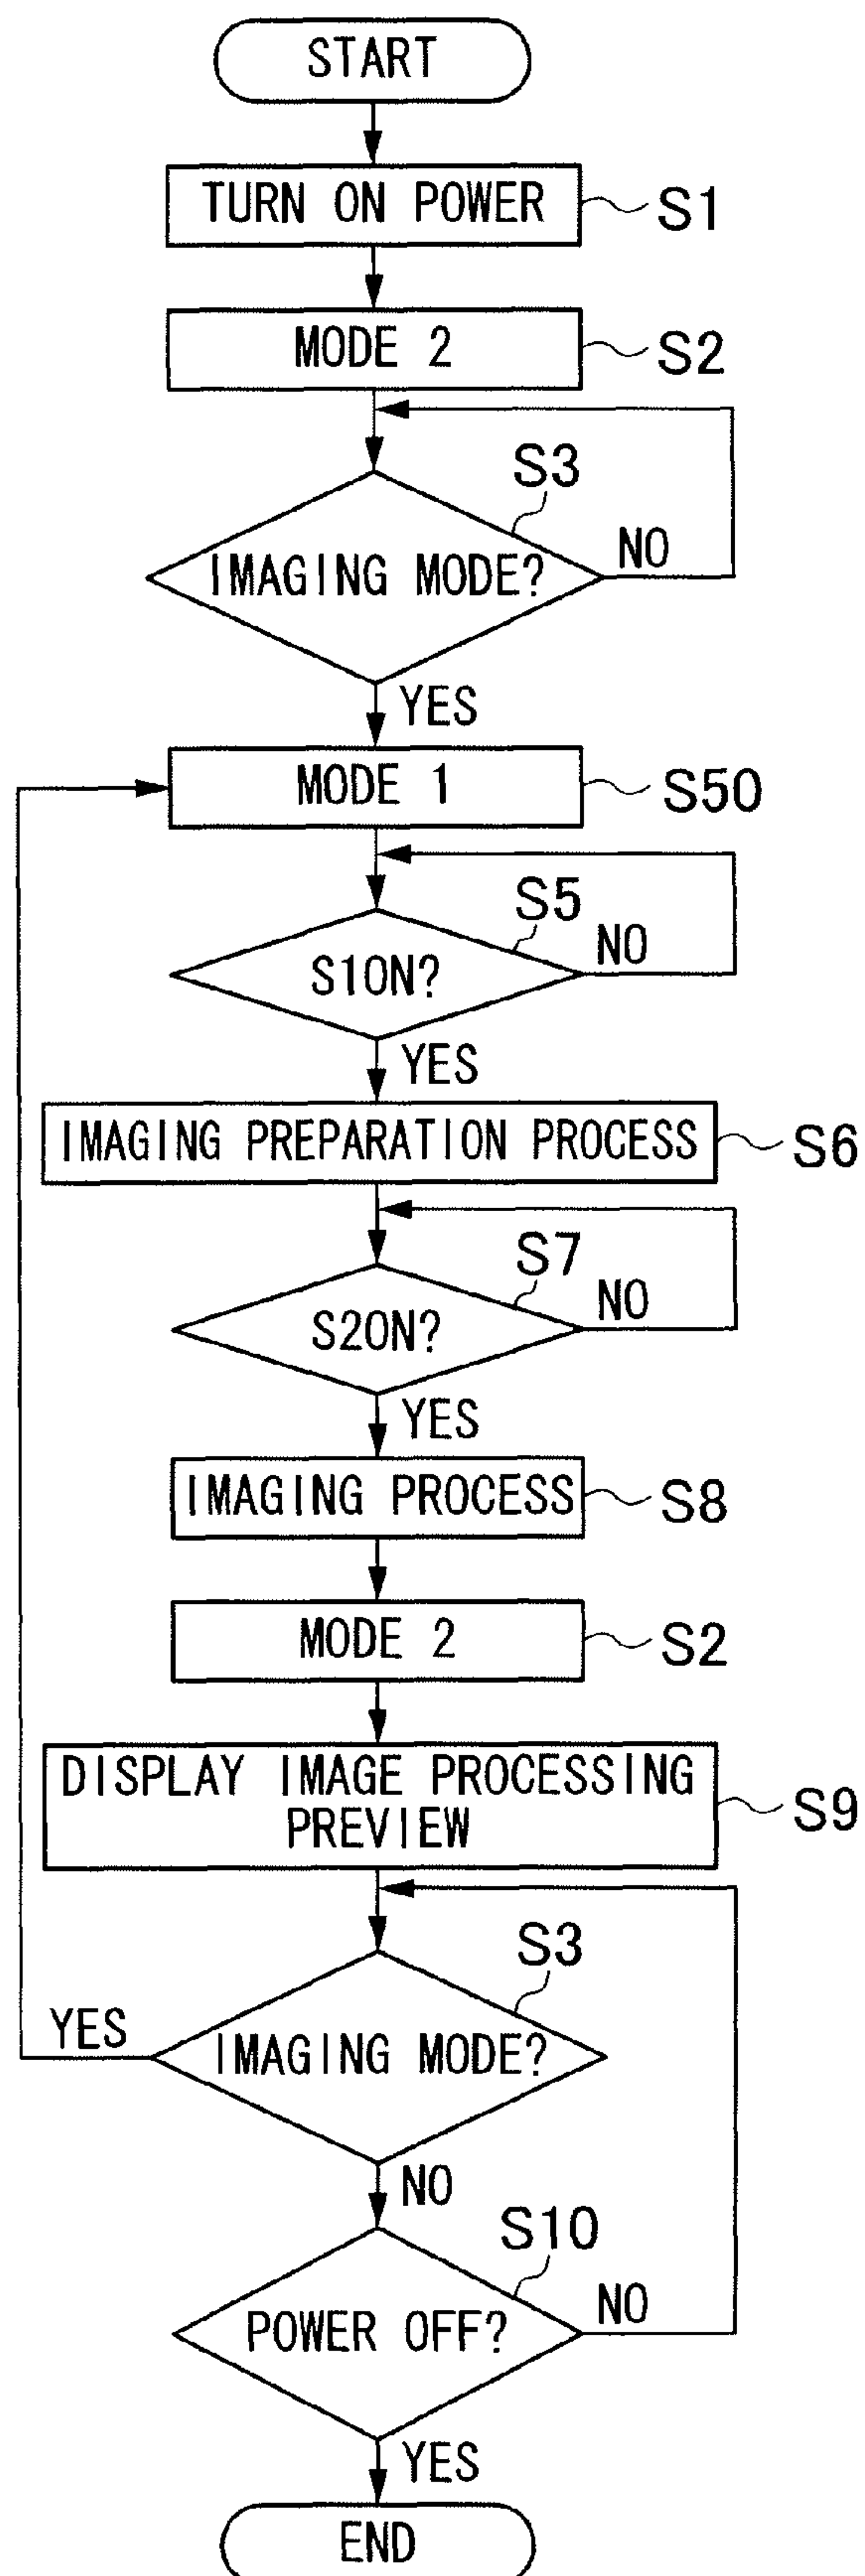 START
TURN ON POWER
S1
MODE 2
S2
S3
IMAGING MODE?
NO
YES
MODE 1
S50
S5
S1ON?
NO
YES
IMAGING PREPARATION PROCESS
S6
S7
S2ON?
NO
YES
IMAGING PROCESS
S8
MODE 2
S2
DISPLAY IMAGE PROCESSING
PREVIEW
S9
S3
YES
IMAGING MODE?
NO
S10
POWER OFF?
NO
YES
END